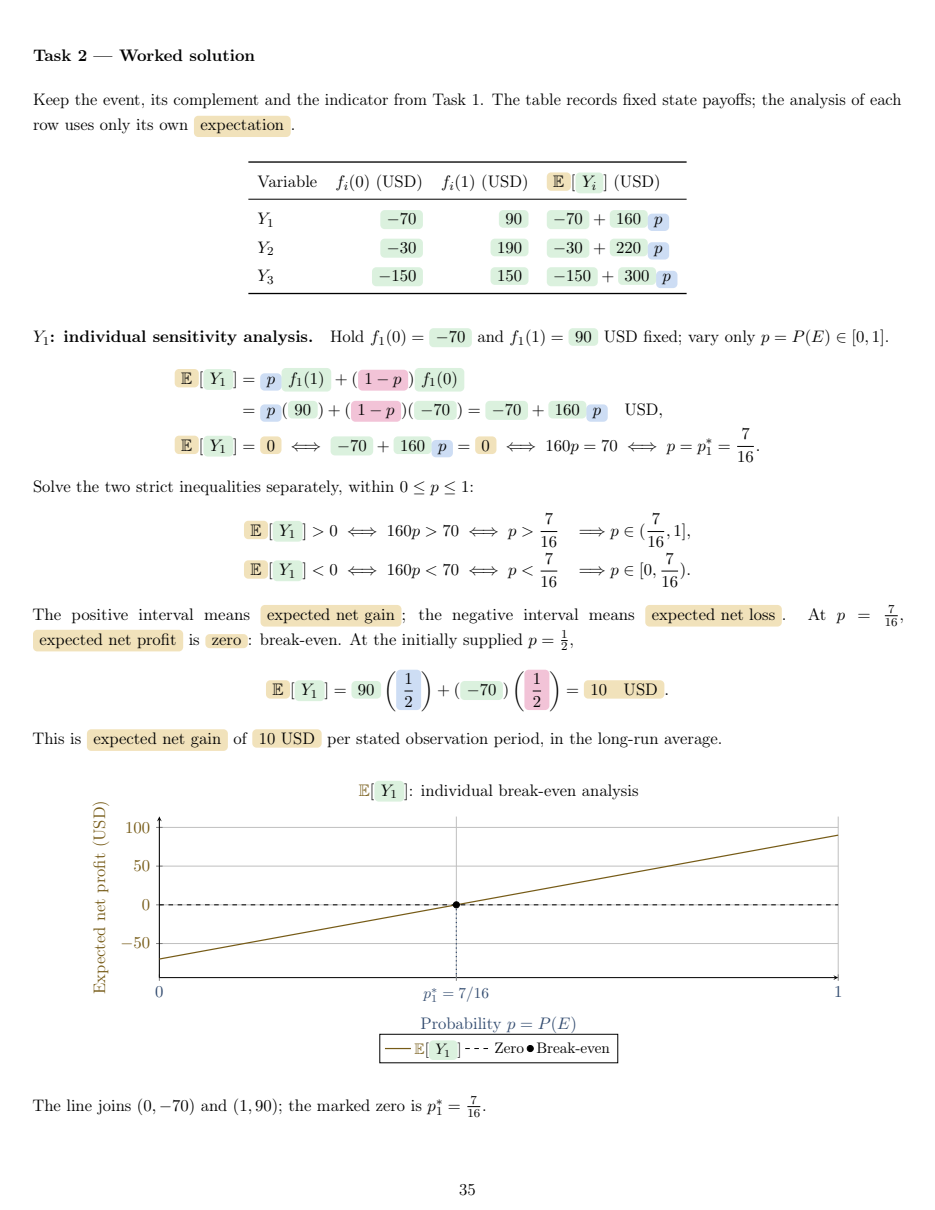 Task 2 — Worked solution
Keep the event, its complement and the indicator from Task 1. The table records fixed state payoffs; the analysis of each
row uses only its own expectation.
Variable f_i(0) (USD) f_i(1) (USD) 𝔼[Y_i] (USD)
Y_1 −70 90 −70 + 160p
Y_2 −30 190 −30 + 220p
Y_3 −150 150 −150 + 300p
Y_1: individual sensitivity analysis. Hold f_1(0) = −70 and f_1(1) = 90 USD fixed; vary only p = P(E) ∈ [0, 1].
𝔼[Y_1] = p f_1(1) + (1 − p) f_1(0)
= p(90) + (1 − p)(−70) = −70 + 160p USD,
𝔼[Y_1] = 0 ⟺ −70 + 160p = 0 ⟺ 160p = 70 ⟺ p = p_1^* = 7/16.
Solve the two strict inequalities separately, within 0 ≤ p ≤ 1:
𝔼[Y_1] > 0 ⟺ 160p > 70 ⟺ p > 7/16 ⟹ p ∈ (7/16, 1],
𝔼[Y_1] < 0 ⟺ 160p < 70 ⟺ p < 7/16 ⟹ p ∈ [0, 7/16).
The positive interval means expected net gain; the negative interval means expected net loss. At p = 7/16,
expected net profit is zero: break-even. At the initially supplied p = 1/2,
𝔼[Y_1] = 90 (1/2) + (−70) (1/2) = 10 USD.
This is expected net gain of 10 USD per stated observation period, in the long-run average.
𝔼[Y_1]: individual break-even analysis
Expected net profit (USD)
100
50
0
−50
0 p_1^* = 7/16 1
Probability p = P(E)
𝔼[Y_1] Zero Break-even
The line joins (0, −70) and (1, 90); the marked zero is p_1^* = 7/16.
35